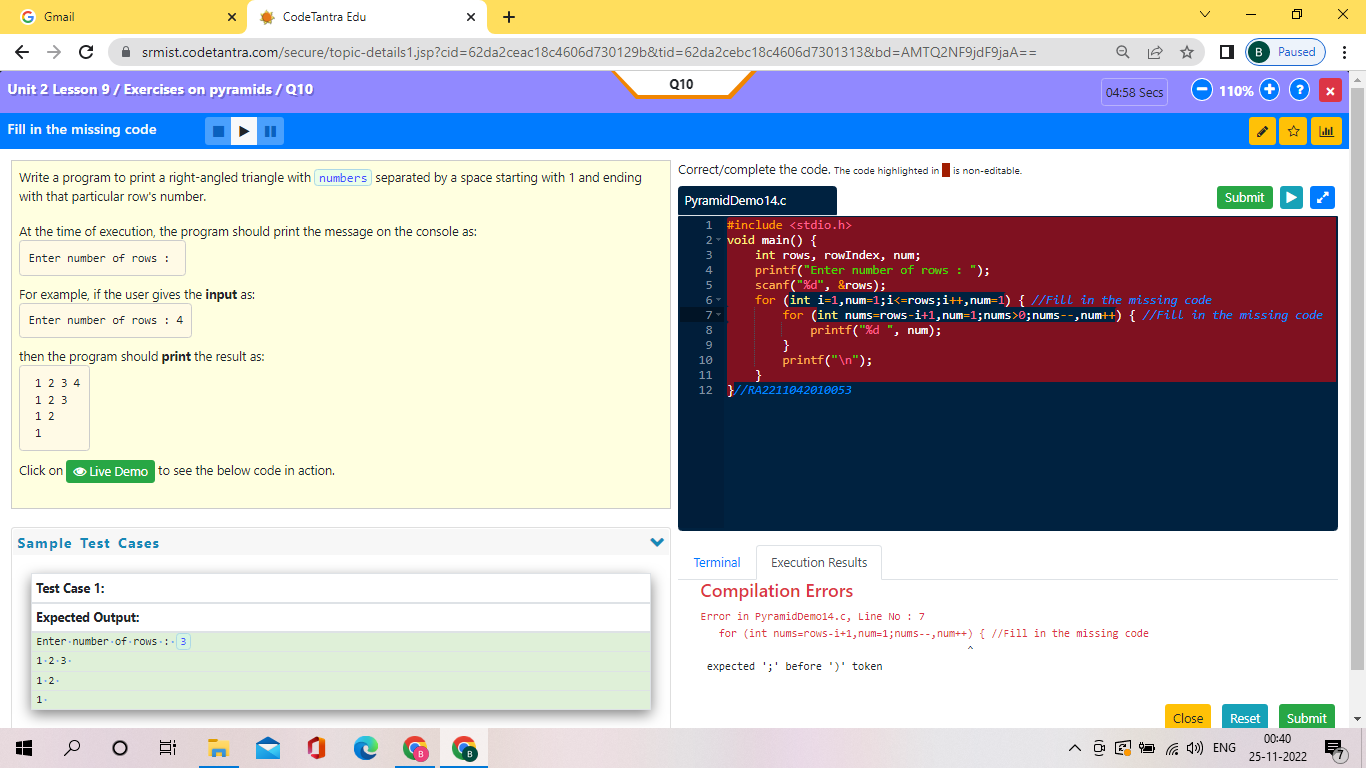 Gmail
CodeTantra Edu
srmist.codetantra.com/secure/topic-details1.jsp?cid=62da2ceac18c4606d730129b&tid=62da2cebc18c4606d7301313&bd=AMTQ2NF9jdF9jaA==
B Paused
Unit 2 Lesson 9 / Exercises on pyramids / Q10
Q10
04:58 Secs
110%
?
x
Fill in the missing code
Write a program to print a right-angled triangle with numbers separated by a space starting with 1 and ending
with that particular row's number.
At the time of execution, the program should print the message on the console as:
Enter number of rows :
For example, if the user gives the input as:
Enter number of rows : 4
then the program should print the result as:
1 2 3 4
1 2 3
1 2
1
Click on Live Demo to see the below code in action.
Sample Test Cases
Test Case 1:
Expected Output:
Enter·number·of·rows·:·3
1·2·3·
1·2·
1·
Correct/complete the code. The code highlighted in is non-editable.
PyramidDemo14.c
Submit
1 #include <stdio.h>
2 void main() {
3 int rows, rowIndex, num;
4 printf("Enter number of rows : ");
5 scanf("%d", &rows);
6 for (int i=1,num=1;i<=rows;i++,num=1) { //Fill in the missing code
7 for (int nums=rows-i+1,num=1;nums>0;nums--,num++) { //Fill in the missing code
8 printf("%d ", num);
9 }
10 printf("\n");
11 }
12 }//RA2211042010053
Terminal
Execution Results
Compilation Errors
Error in PyramidDemo14.c, Line No : 7
for (int nums=rows-i+1,num=1;nums--,num++) { //Fill in the missing code
^
expected ';' before ')' token
Close
Reset
Submit
B
B
ENG
00:40
25-11-2022
7